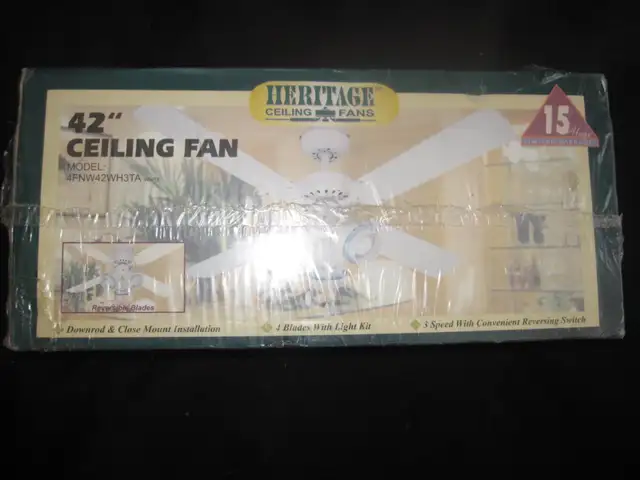 HERITAGE
CEILING FANS
42"
CEILING FAN
MODEL:
4FNW42WH3TA
15
Year
Reversible Blades
Downrod & Close Mount Installation
4 Blades With Light Kit
3 Speed With Convenient Reversing Switch